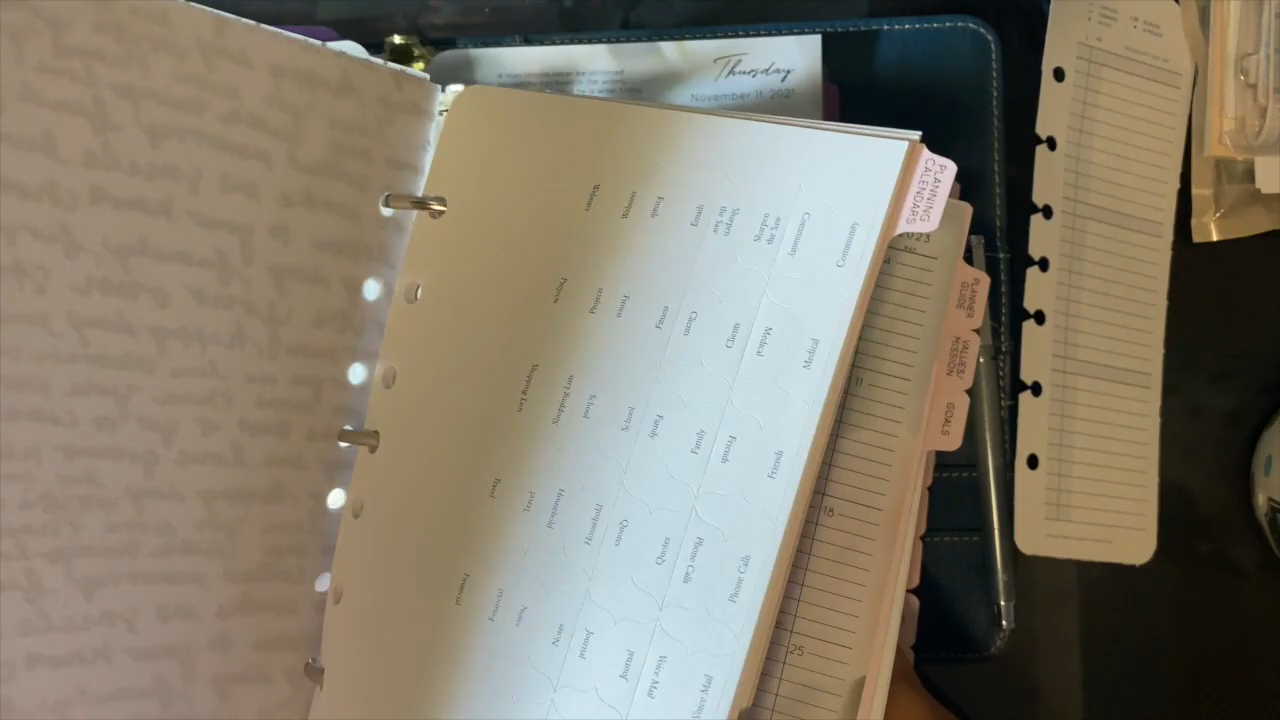 Thursday
November 11, 2021
PLANNING
CALENDARS
2023
PLANNER
GUIDE
VALUES/
MISSION
GOALS
11
18
25
Webinars
Webinars
Emails
Emails
Sharpen
the Saw
Sharpen
the Saw
Community
Community
Projects
Projects
Fitness
Fitness
Clients
Clients
Medical
Medical
Shopping Lists
Shopping Lists
School
School
Family
Family
Friends
Friends
Travel
Travel
Household
Household
Quotes
Quotes
Phone Calls
Phone Calls
Financial
Financial
Notes
Notes
Journal
Journal
Voice Mail
Voice Mail